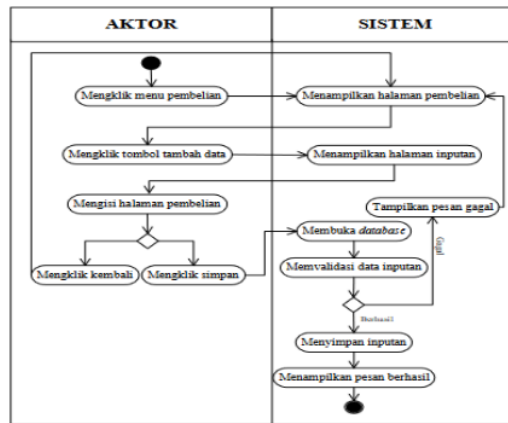 AKTOR
SISTEM
Mengklik menu pembelian
Menampilkan halaman pembelian
Mengklik tombol tambah data
Menampilkan halaman inputan
Mengisi halaman pembelian
Tampilkan pesan gagal
Membuka database
Gagal
Mengklik kembali
Mengklik simpan
Memvalidasi data inputan
Berhasil
Menyimpan inputan
Menampilkan pesan berhasil